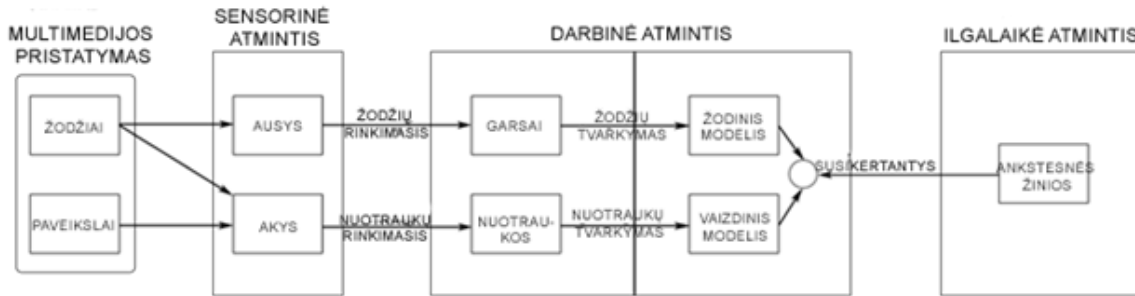 MULTIMEDIJOS
PRISTATYMAS
SENSORINĖ
ATMINTIS
DARBINĖ ATMINTIS
ILGALAIKĖ ATMINTIS
ŽODŽIAI
AUSYS
ŽODŽIŲ
RINKIMASIS
GARSAI
ŽODŽIŲ
TVARKYMAS
ŽODINIS
MODELIS
SUSIKERTANTYS
ANKSTESNĖS
ŽINIOS
PAVEIKSLAI
AKYS
NUOTRAUKŲ
RINKIMASIS
NUOTRAU-
KOS
NUOTRAUKŲ
TVARKYMAS
VAIZDINIS
MODELIS